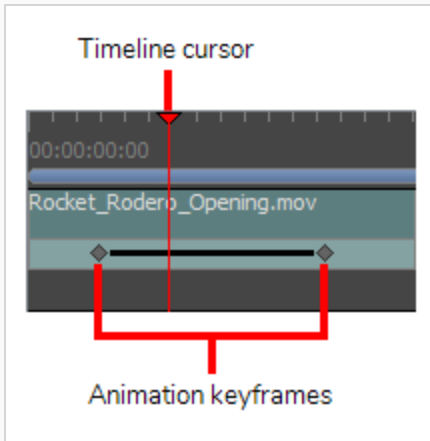 Timeline cursor
00:00:00:00
Rocket_Rodero_Opening.mov
Animation keyframes